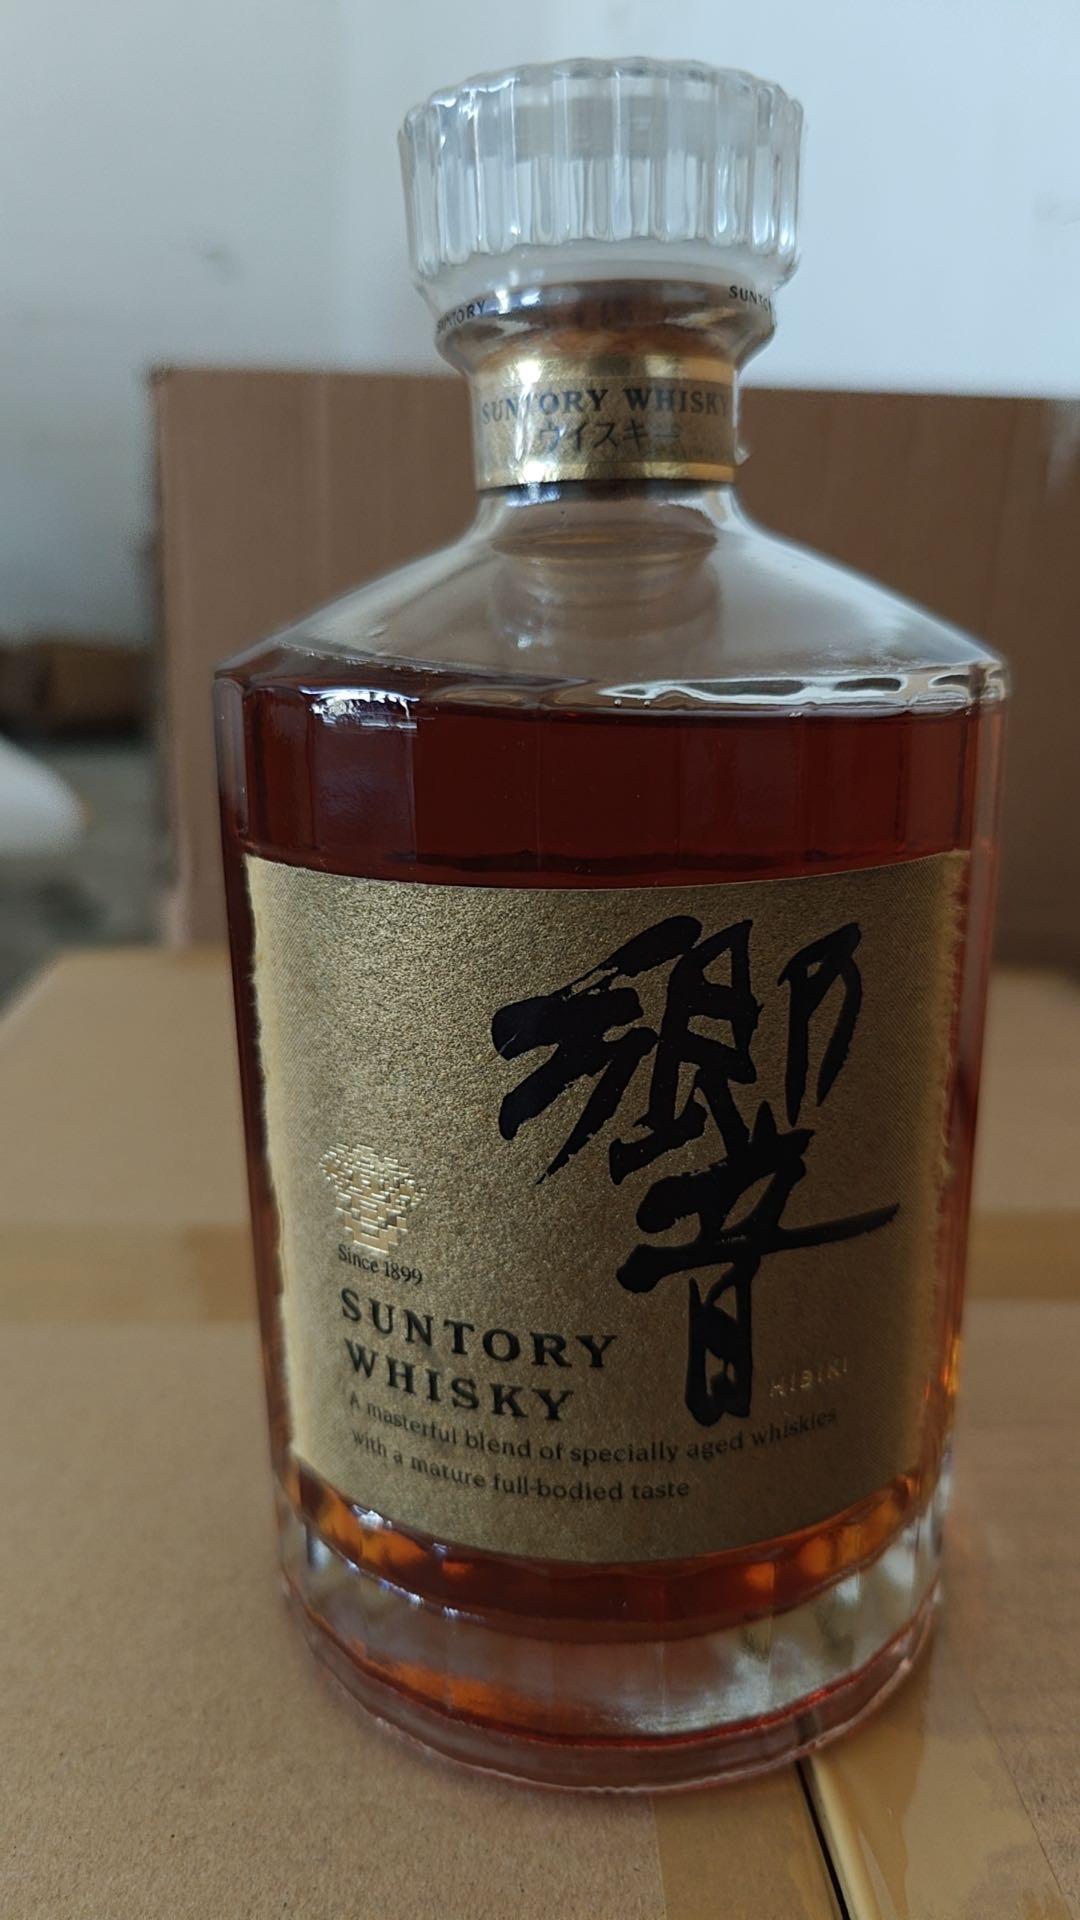 SUNTORY
SUNTO
SUNTORY WHISKY
ウイスキー
響
Since 1899
SUNTORY
WHISKY
HIBIKI
A masterful blend of specially aged whiskies
with a mature full-bodied taste